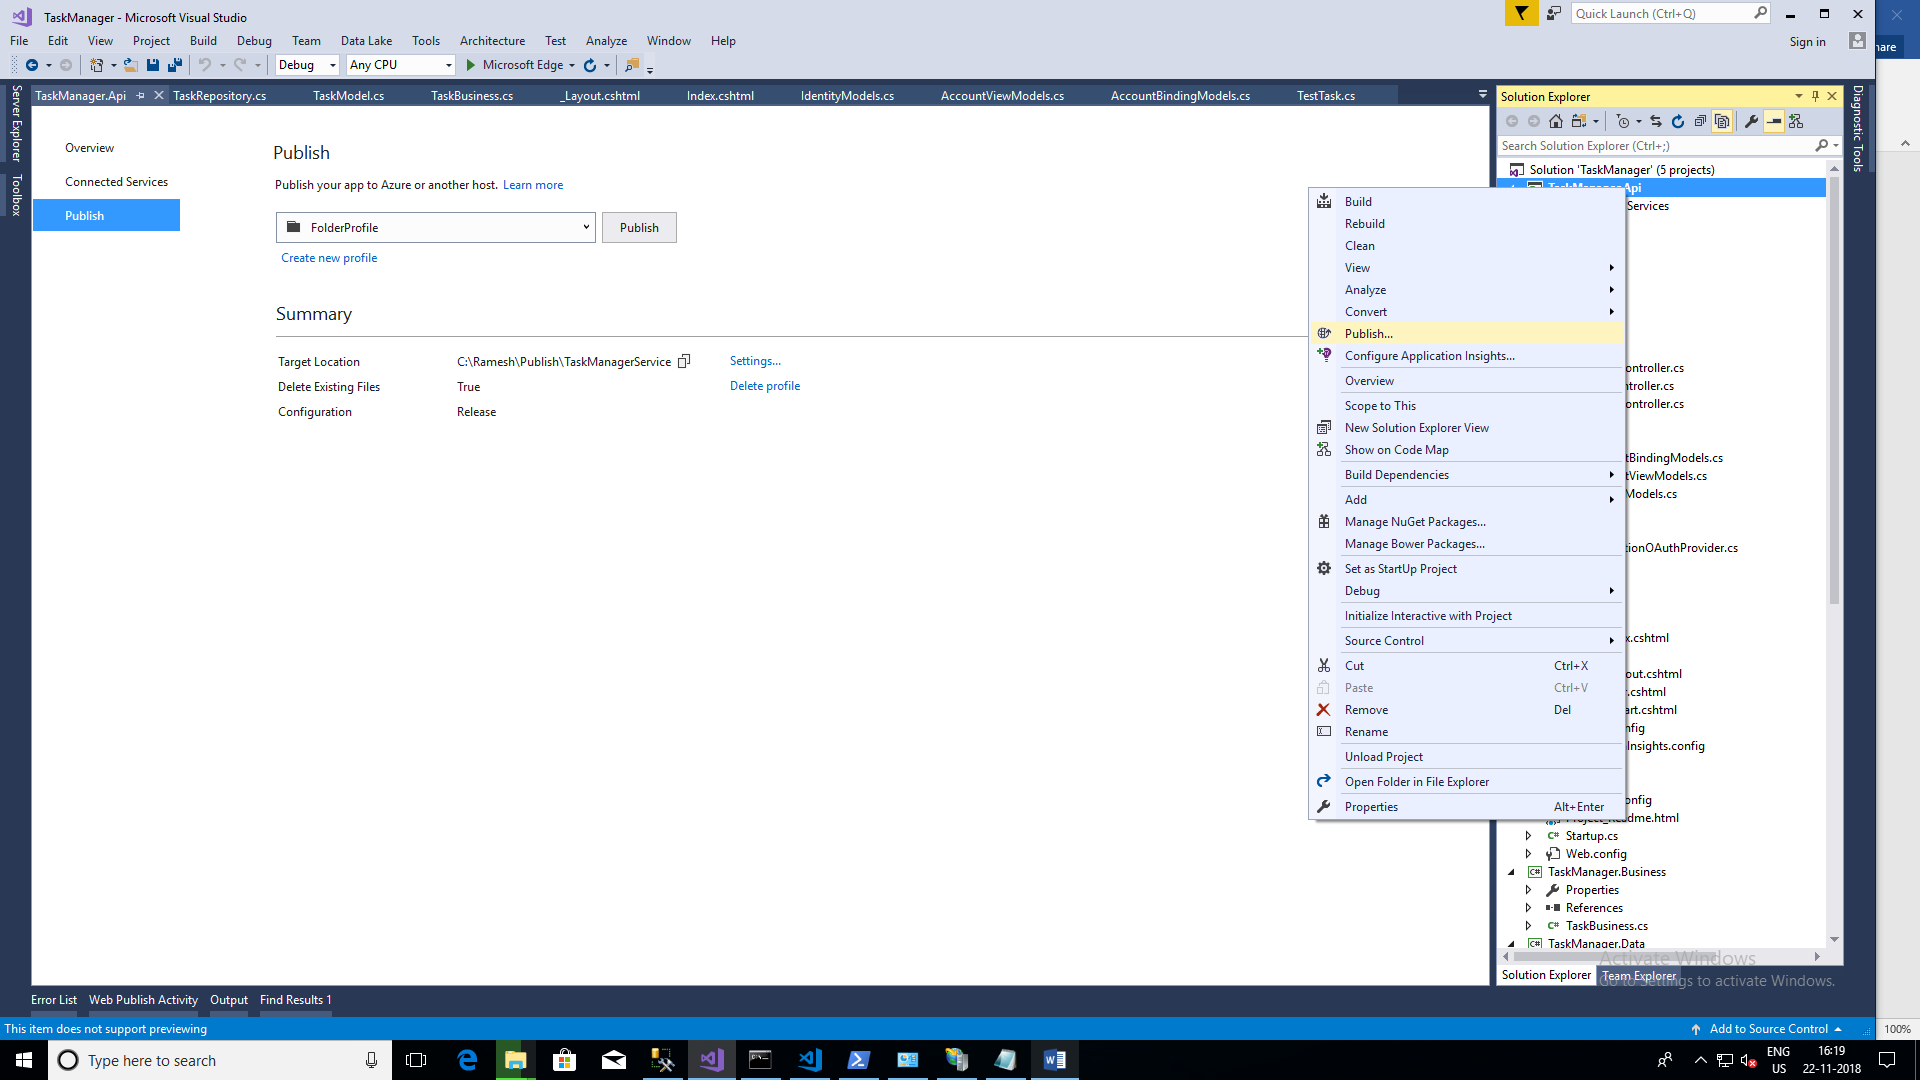 TaskManager - Microsoft Visual Studio
Quick Launch (Ctrl+Q)
File Edit View Project Build Debug Team Data Lake Tools Architecture Test Analyze Window Help
Sign in
hare
Debug Any CPU Microsoft Edge
Server Explorer
Toolbox
TaskManager.Api TaskRepository.cs TaskModel.cs TaskBusiness.cs _Layout.cshtml Index.cshtml IdentityModels.cs AccountViewModels.cs AccountBindingModels.cs TestTask.cs
Overview
Connected Services
Publish
Publish
Publish your app to Azure or another host. Learn more
FolderProfile
Publish
Create new profile
Summary
Target Location C:\Ramesh\Publish\TaskManagerService Settings...
Delete Existing Files True Delete profile
Configuration Release
Build
Rebuild
Clean
View
Analyze
Convert
Publish...
Configure Application Insights...
Overview
Scope to This
New Solution Explorer View
Show on Code Map
Build Dependencies
Add
Manage NuGet Packages...
Manage Bower Packages...
Set as StartUp Project
Debug
Initialize Interactive with Project
Source Control
Cut Ctrl+X
Paste Ctrl+V
Remove Del
Rename
Unload Project
Open Folder in File Explorer
Properties Alt+Enter
Solution Explorer
Search Solution Explorer (Ctrl+;)
Solution 'TaskManager' (5 projects)
TaskManager.Api
Services
ontroller.cs
ntroller.cs
ontroller.cs
tBindingModels.cs
tViewModels.cs
Models.cs
tionOAuthProvider.cs
x.cshtml
out.cshtml
r.cshtml
art.cshtml
nfig
Insights.config
onfig
Project_Readme.html
C# Startup.cs
Web.config
C# TaskManager.Business
Properties
References
C# TaskBusiness.cs
C# TaskManager.Data
Solution Explorer Team Explorer
Diagnostic Tools
Activate Windows
Go to Settings to activate Windows.
Error List Web Publish Activity Output Find Results 1
This item does not support previewing
Add to Source Control
100%
Type here to search
ENG
US
16:19
22-11-2018